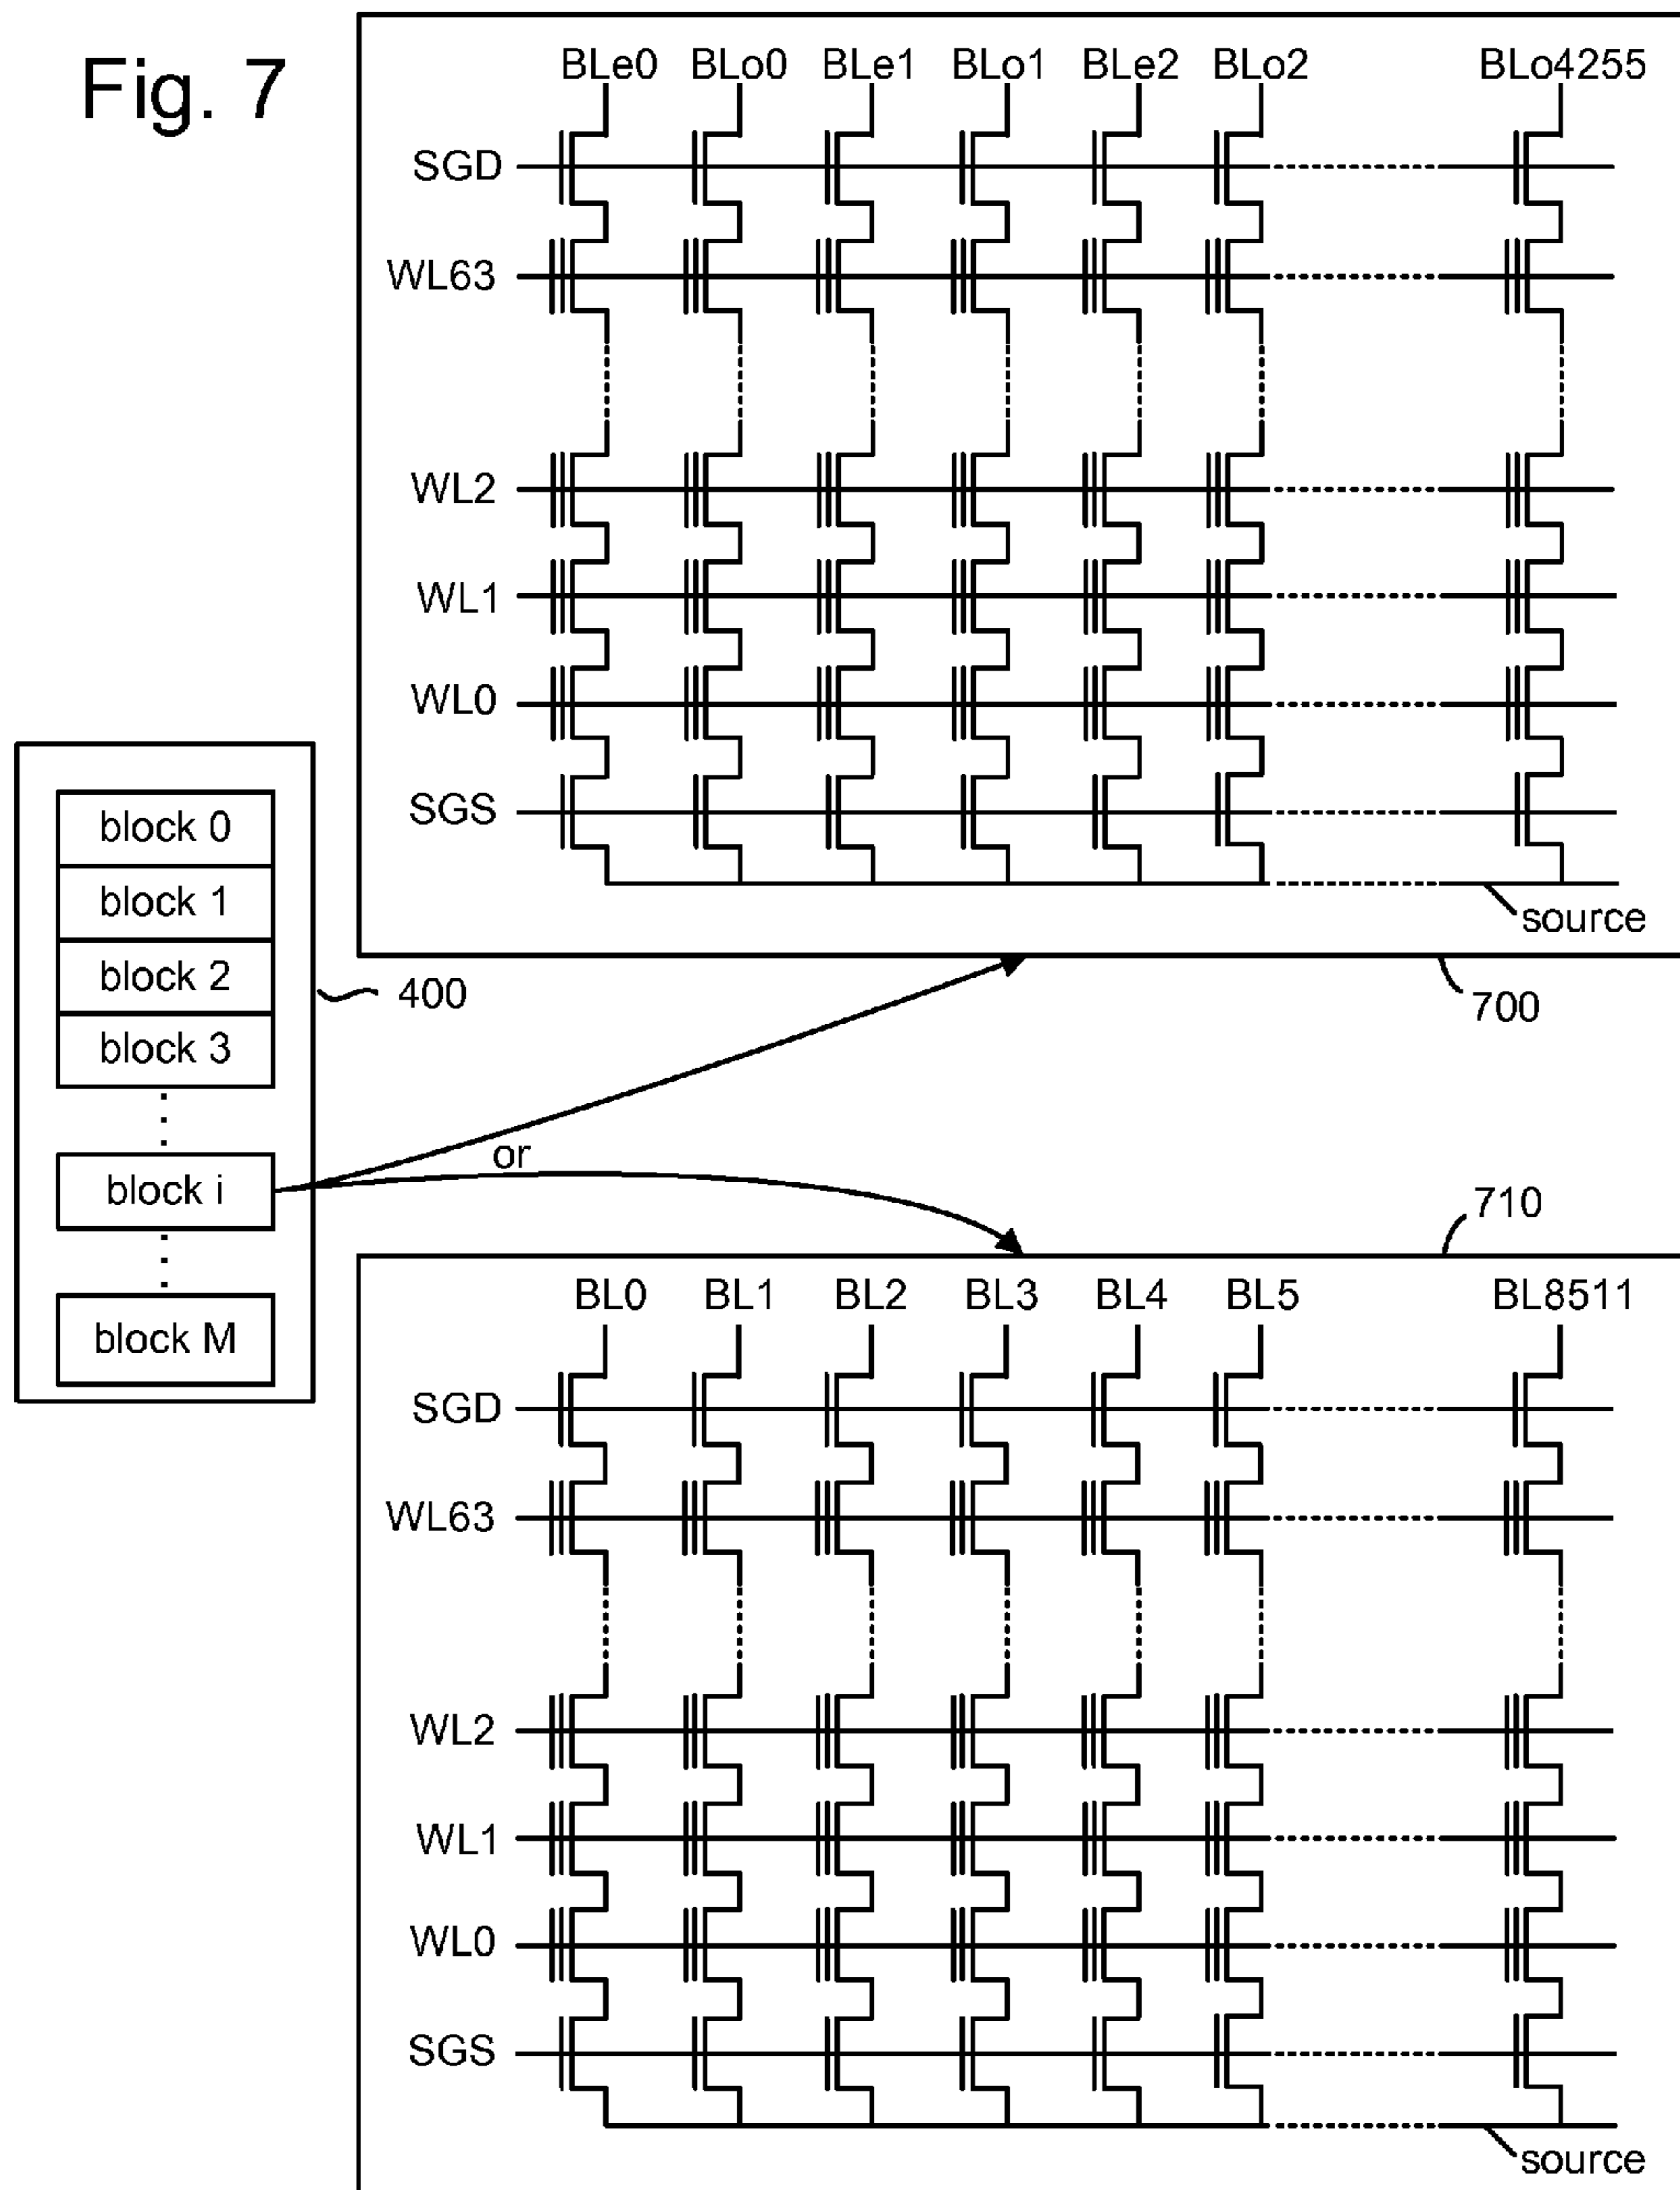 Fig. 7
BLe0 BLo0 BLe1 BLo1 BLe2 BLo2 BLo4255
SGD
WL63
WL2
WL1
WL0
SGS
source
700
block 0
block 1
block 2
block 3
block i
block M
400
or
710
BL0 BL1 BL2 BL3 BL4 BL5 BL8511
SGD
WL63
WL2
WL1
WL0
SGS
source